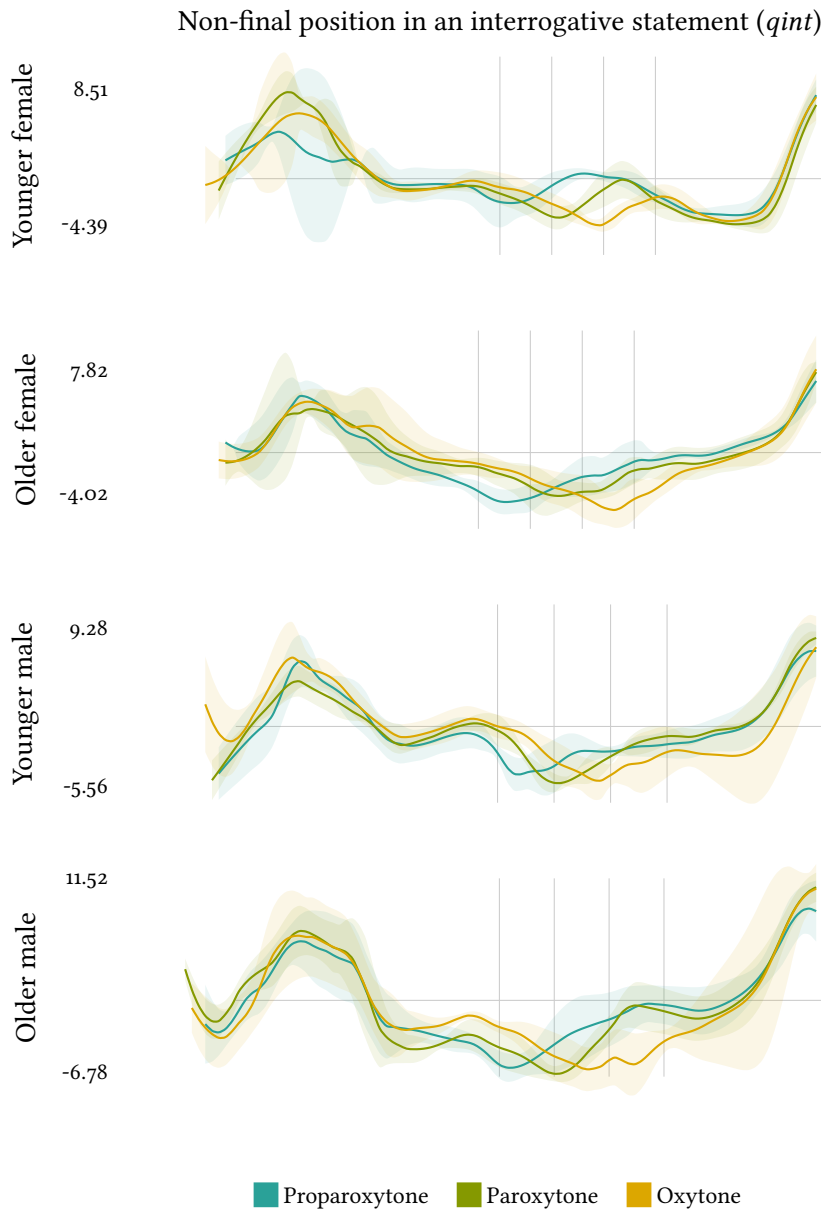 Non-final position in an interrogative statement (qint)
Younger female
8.51
-4.39
Older female
7.82
-4.02
Younger male
9.28
-5.56
Older male
11.52
-6.78
Proparoxytone
Paroxytone
Oxytone